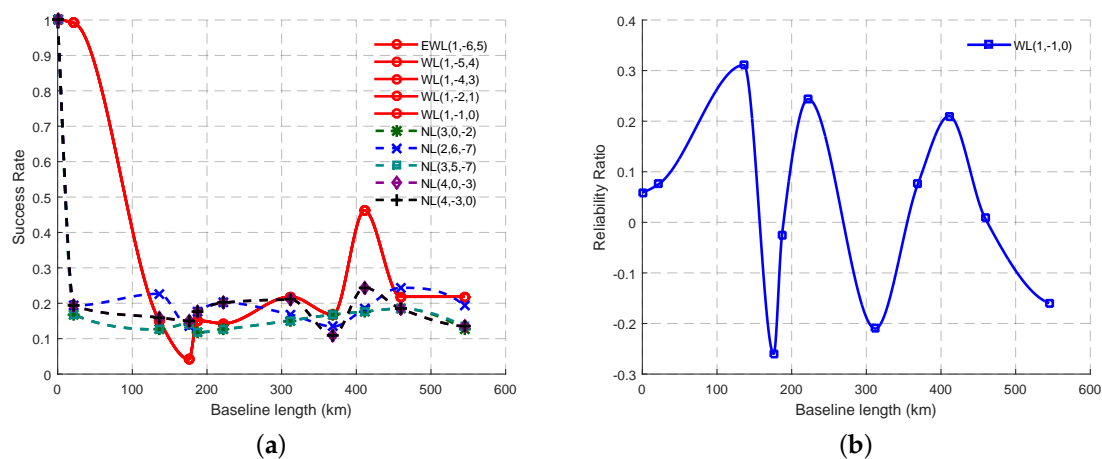 1
0.9
0.8
0.7
0.6
0.5
0.4
0.3
0.2
0.1
0
Success Rate
EWL(1,-6,5)
WL(1,-5,4)
WL(1,-4,3)
WL(1,-2,1)
WL(1,-1,0)
NL(3,0,-2)
NL(2,6,-7)
NL(3,5,-7)
NL(4,0,-3)
NL(4,-3,0)
0 100 200 300 400 500 600
Baseline length (km)
(a)
0.4
0.3
0.2
0.1
0
-0.1
-0.2
-0.3
Reliability Ratio
WL(1,-1,0)
0 100 200 300 400 500 600
Baseline length (km)
(b)